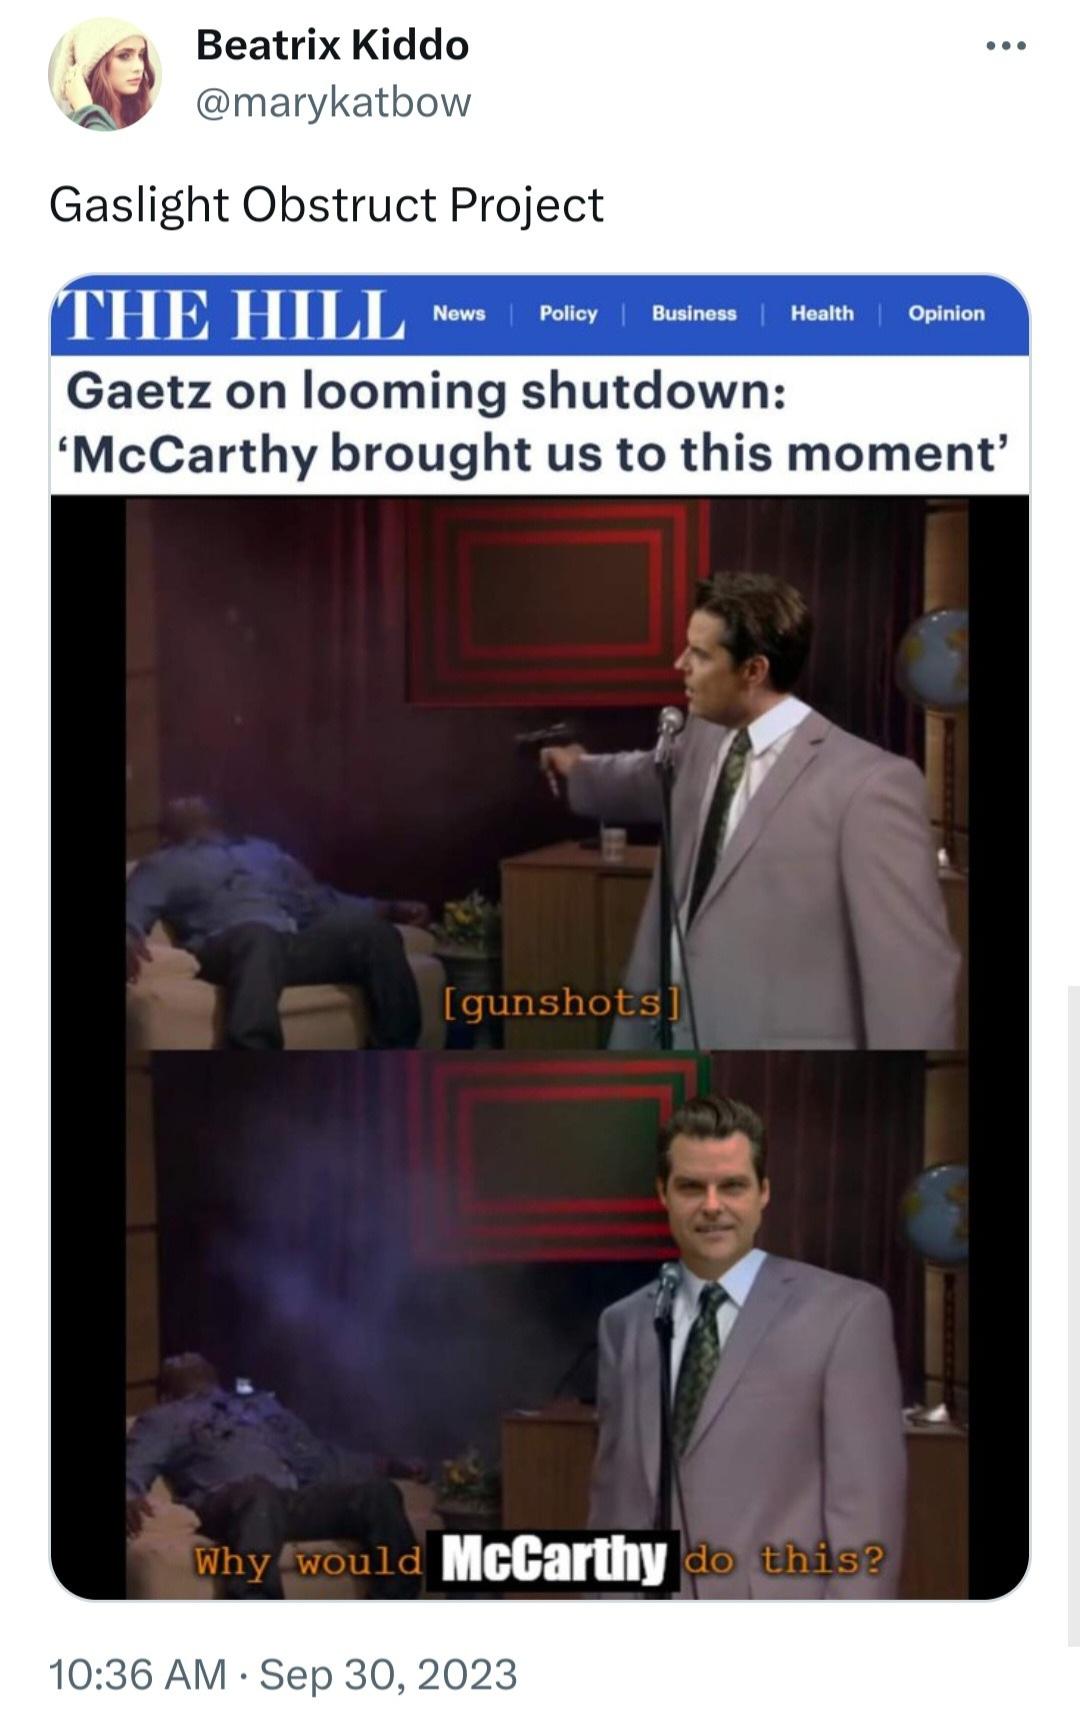 Beatrix Kiddo
@marykatbow
Gaslight Obstruct Project
THE HILL News | Policy | Business | Health | Opinion
Gaetz on looming shutdown:
‘McCarthy brought us to this moment’
[gunshots]
Why would McCarthy do this?
10:36 AM · Sep 30, 2023